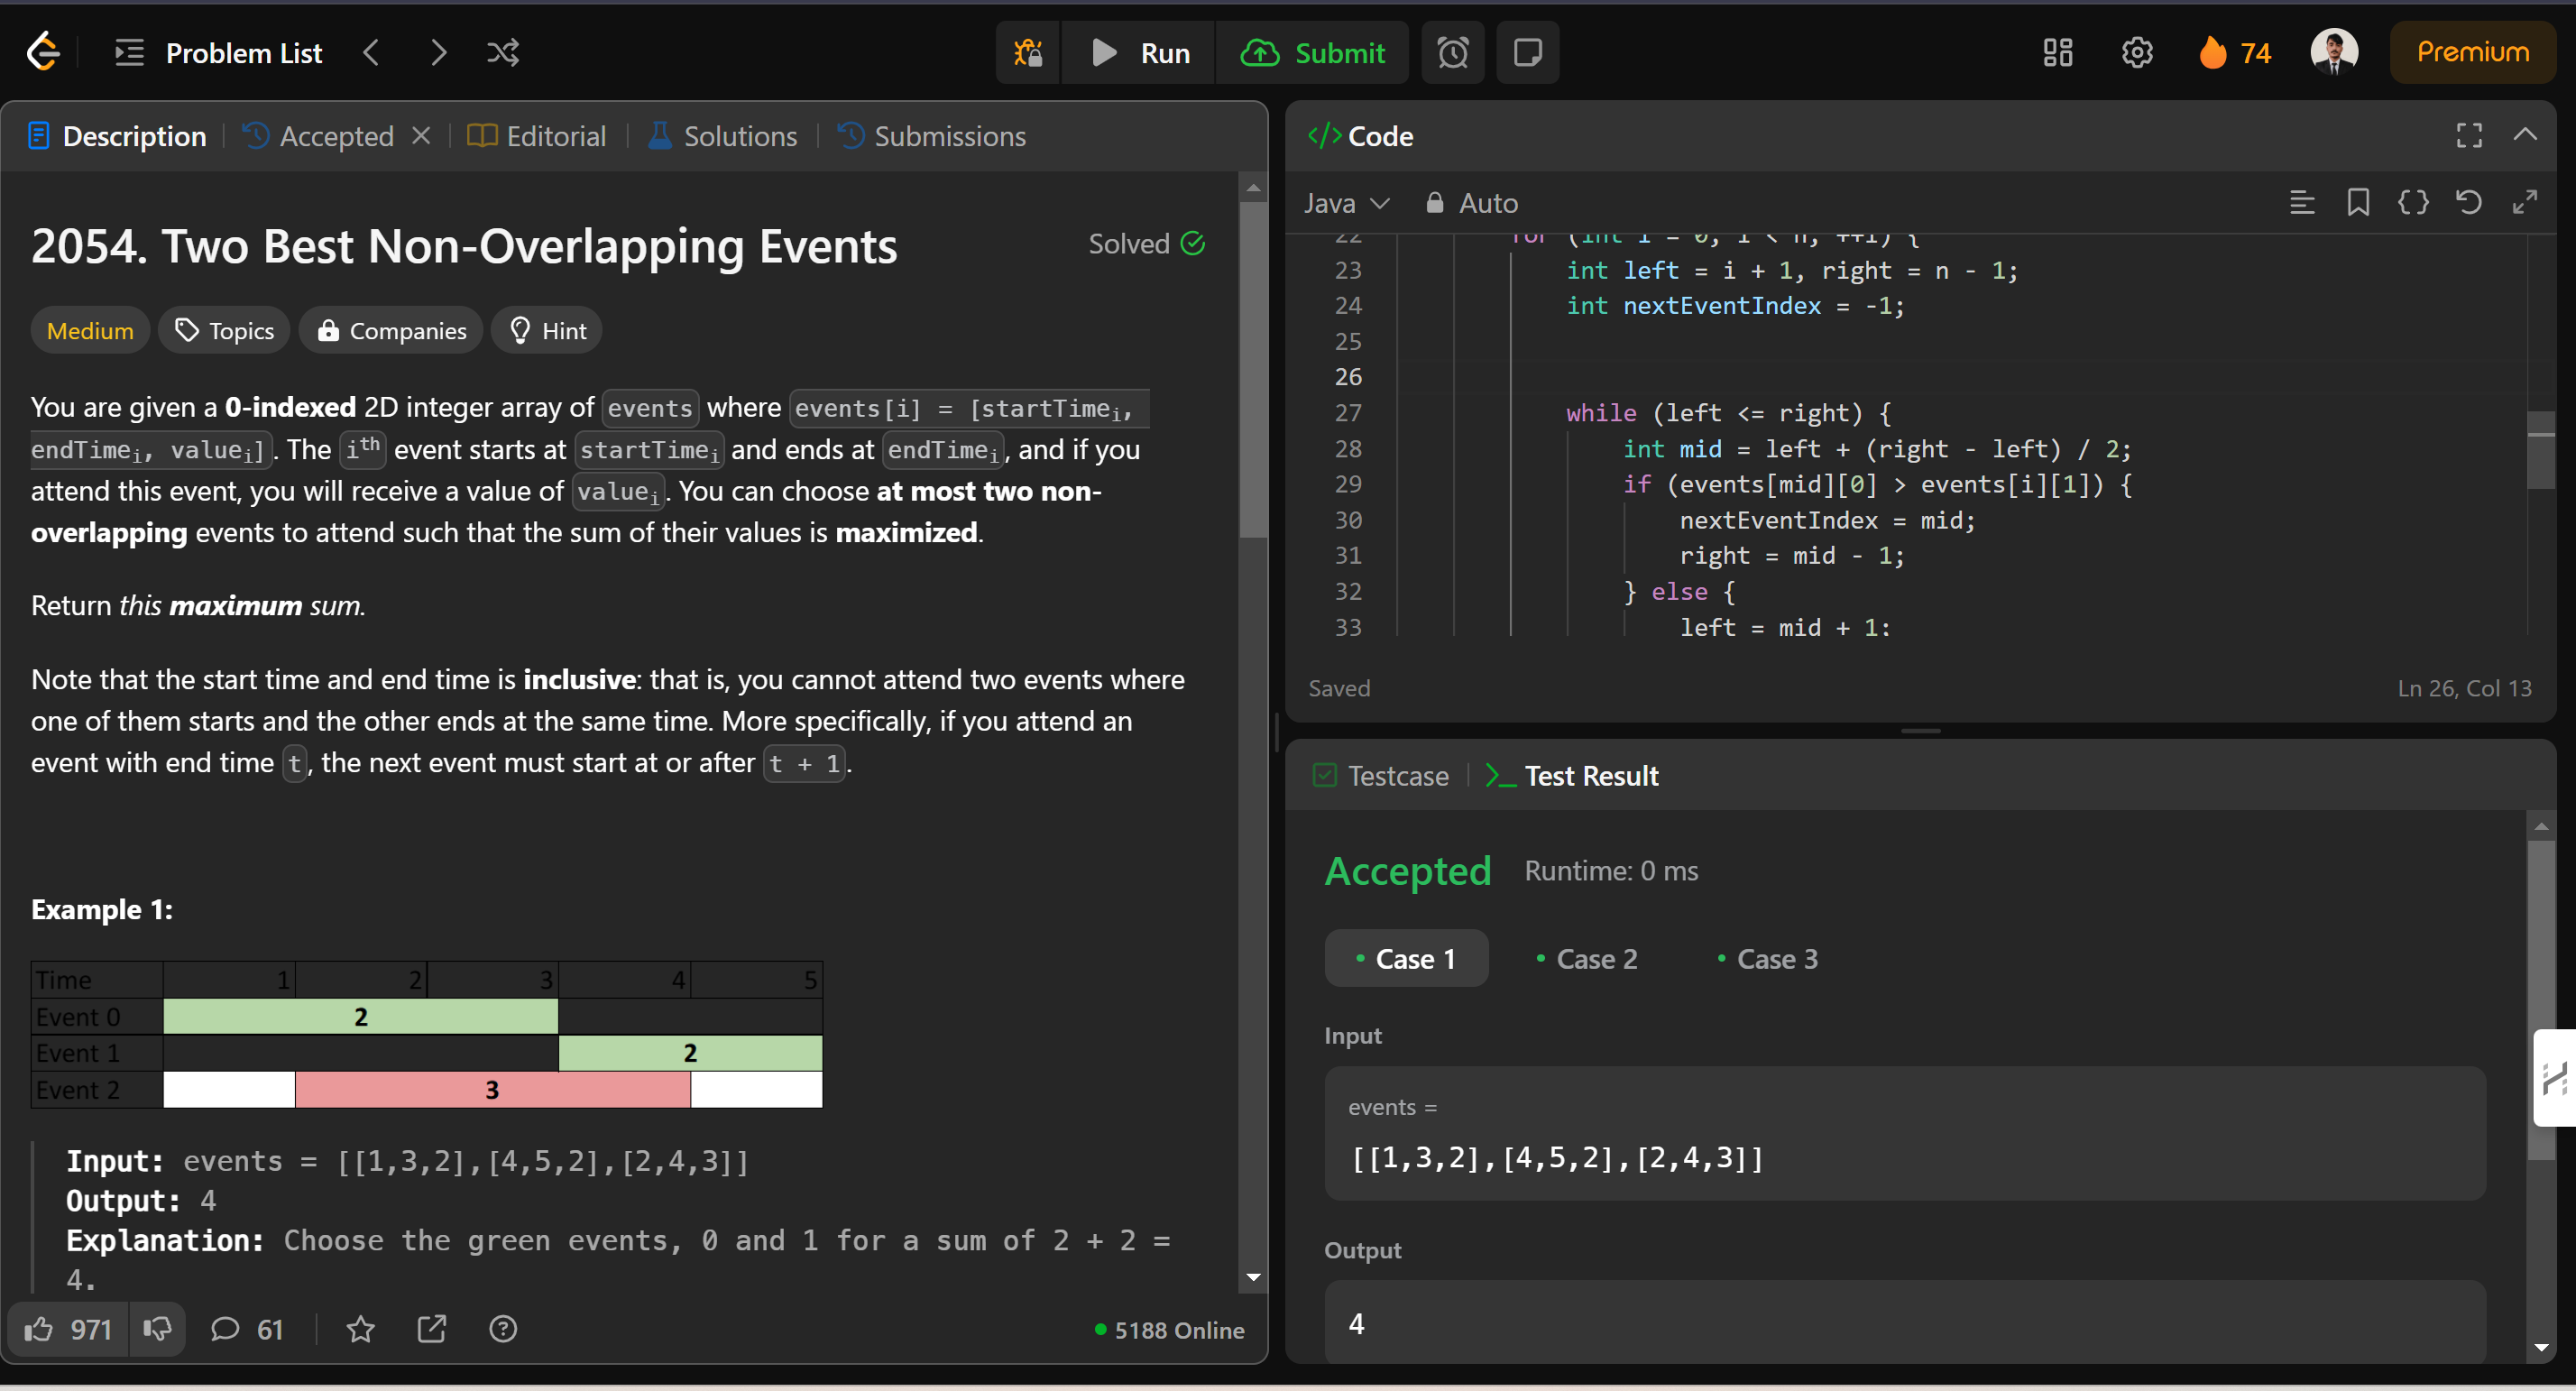 Problem List
Run
Submit
74
Premium
Description
Accepted
Editorial
Solutions
Submissions
2054. Two Best Non-Overlapping Events
Solved
Medium
Topics
Companies
Hint
You are given a 0-indexed 2D integer array of events where events[i] = [startTimeᵢ,
endTimeᵢ, valueᵢ]. The iᵗʰ event starts at startTimeᵢ and ends at endTimeᵢ, and if you
attend this event, you will receive a value of valueᵢ. You can choose at most two non-
overlapping events to attend such that the sum of their values is maximized.
Return this maximum sum.
Note that the start time and end time is inclusive: that is, you cannot attend two events where
one of them starts and the other ends at the same time. More specifically, if you attend an
event with end time t, the next event must start at or after t + 1.
Example 1:
Time 1 2 3 4 5
Event 0 2
Event 1 2
Event 2 3
Input: events = [[1,3,2],[4,5,2],[2,4,3]]
Output: 4
Explanation: Choose the green events, 0 and 1 for a sum of 2 + 2 =
4.
971
61
5188 Online
</> Code
Java
Auto
22 for (int i = 0; i < n; ++i) {
23 int left = i + 1, right = n - 1;
24 int nextEventIndex = -1;
25
26
27 while (left <= right) {
28 int mid = left + (right - left) / 2;
29 if (events[mid][0] > events[i][1]) {
30 nextEventIndex = mid;
31 right = mid - 1;
32 } else {
33 left = mid + 1;
Saved
Ln 26, Col 13
Testcase
Test Result
Accepted
Runtime: 0 ms
Case 1
Case 2
Case 3
Input
events =
[[1,3,2],[4,5,2],[2,4,3]]
Output
4